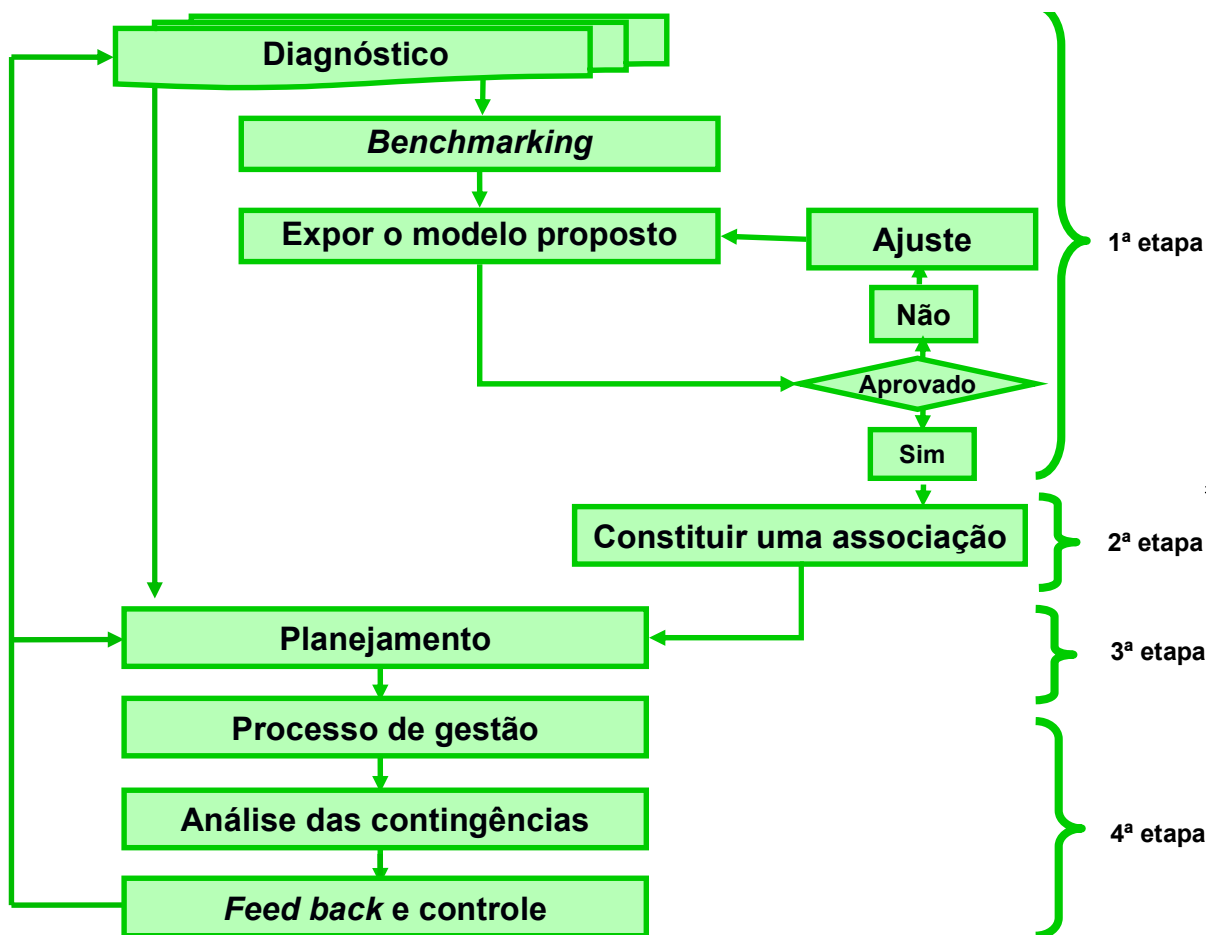 Diagnóstico
Benchmarking
Expor o modelo proposto
Ajuste
1ª etapa
Não
Aprovado
Sim
Constituir uma associação
2ª etapa
Planejamento
3ª etapa
Processo de gestão
Análise das contingências
4ª etapa
Feed back e controle